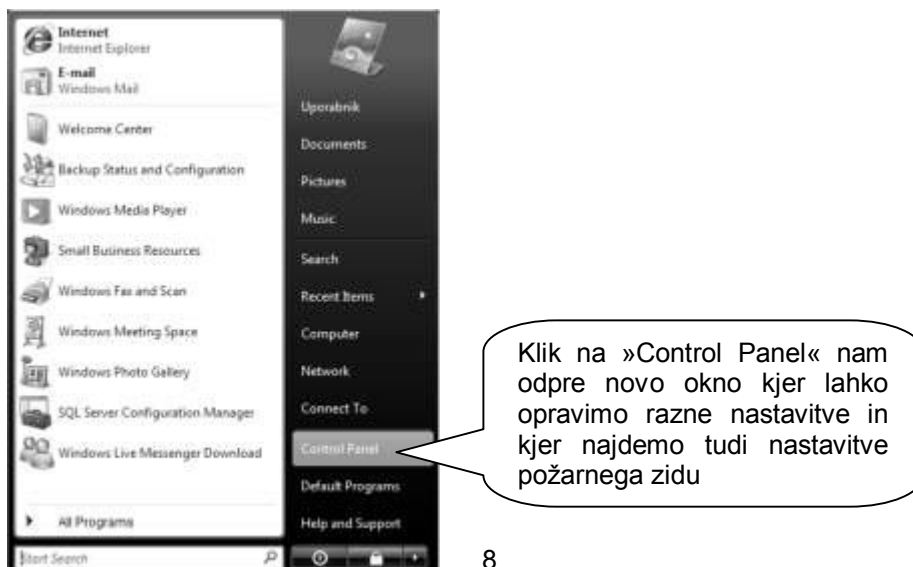 Internet
Internet Explorer
E-mail
Windows Mail
Welcome Center
Backup Status and Configuration
Windows Media Player
Small Business Resources
Windows Fax and Scan
Windows Meeting Space
Windows Photo Gallery
SQL Server Configuration Manager
Windows Live Messenger Download
All Programs
Start Search
Uporabnik
Documents
Pictures
Music
Search
Recent Items
Computer
Network
Connect To
Control Panel
Default Programs
Help and Support
Klik na »Control Panel« nam
odpre novo okno kjer lahko
opravimo razne nastavitve in
kjer najdemo tudi nastavitve
požarnega zidu
8